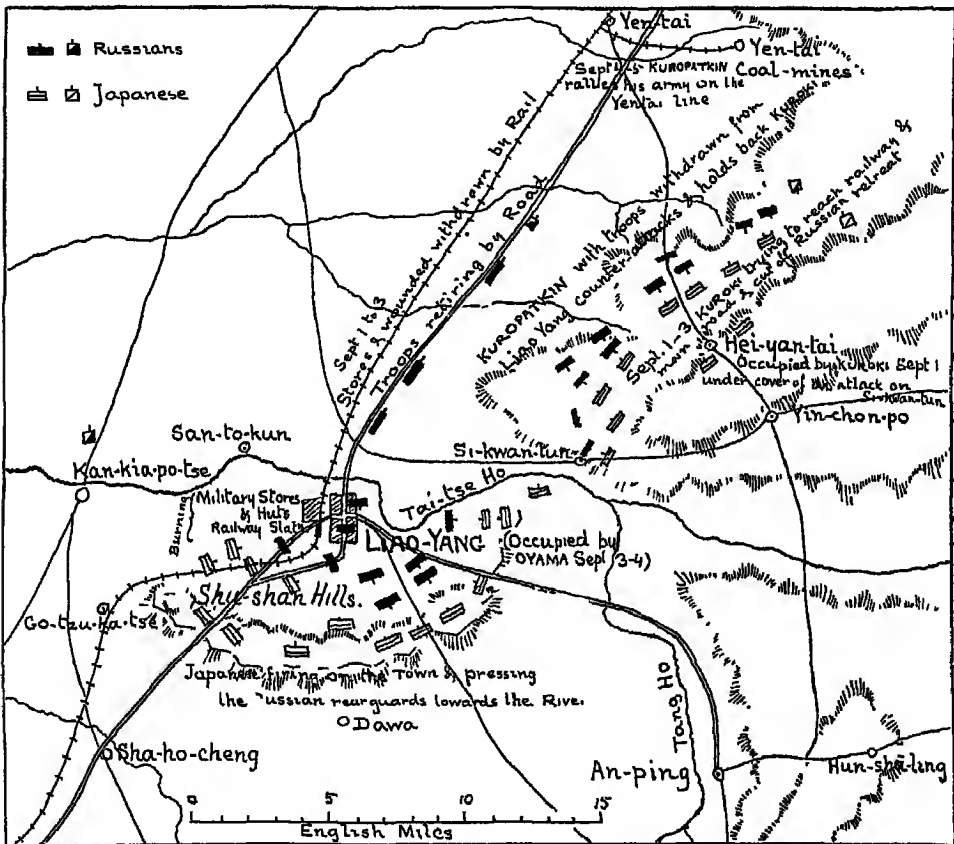 Russians
Japanese
Yen-tai
Yen-tai
Coal-mines
Sept 4-5 KUROPATKIN
rallies his army on the
Yentai line
Sept 1 to 3
Stores & wounded withdrawn by Rail
Troops retiring by Road
KUROPATKIN with troops withdrawn from
Liao Yang counter-attacks & holds back KUROKI
Sept. 1-3 KUROKI trying to reach railway &
main road & cut off Russian retreat
Hei-yan-tai
Occupied by KUROKI Sept 1
under cover of his attack on
Si-kwan-tun
Yin-chon-po
San-to-kun
Si-kwan-tun
Kan-kia-po-tse
Tai-tse Ho
Burning
Military Stores
& Huts
Railway Statn
LIAO-YANG
(Occupied by
OYAMA Sept 3-4)
Shu-shan Hills.
Go-tzu-ka-tse
Japanese firing on the Town & pressing
the ussian rearguards towards the Rive.
Dawa
Tang Ho
Sha-ho-cheng
An-ping
Hun-sha-ling
0 5 10 15
English Miles